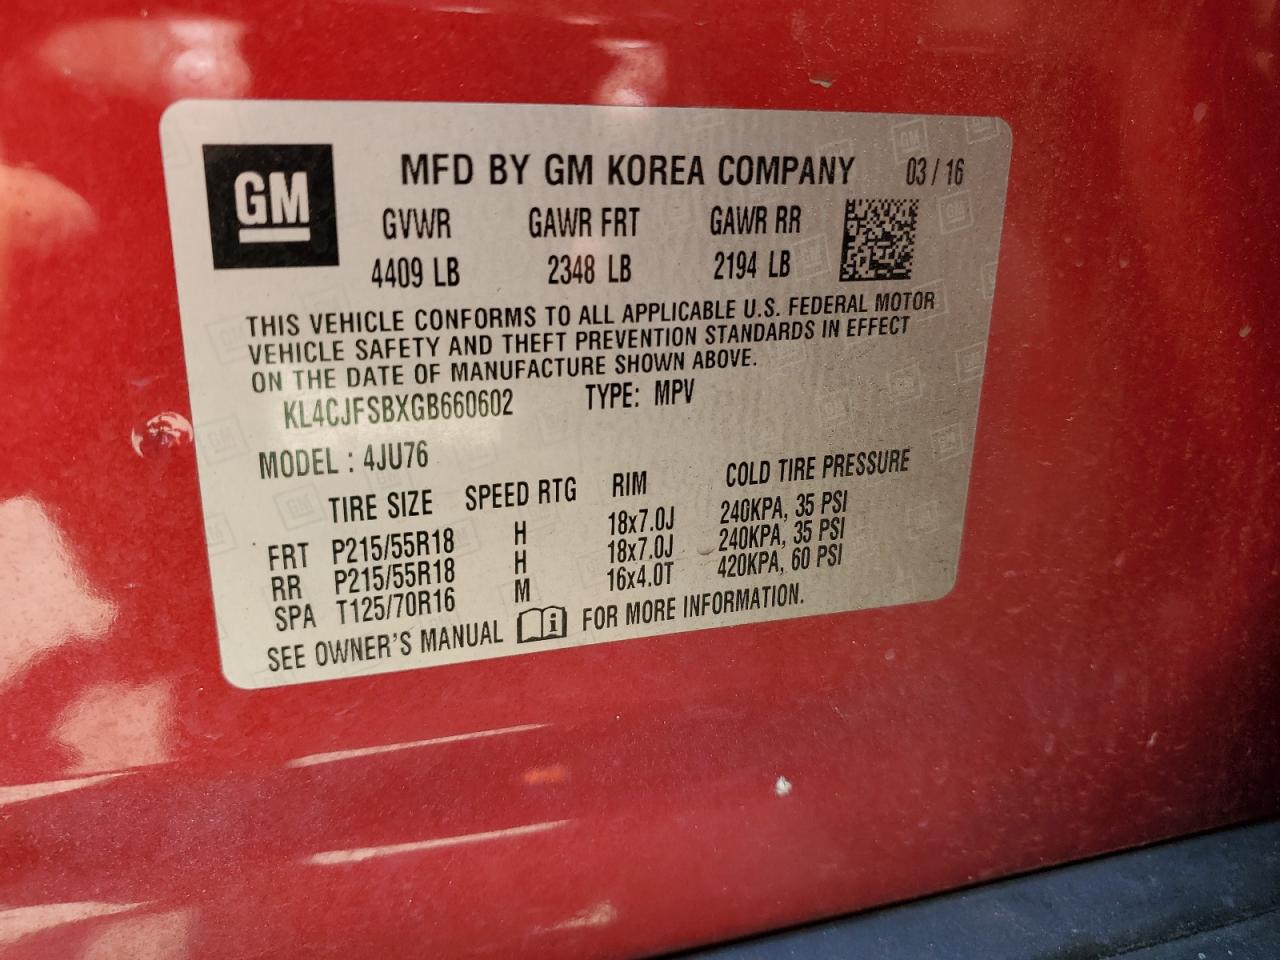 GM
MFD BY GM KOREA COMPANY 03 / 16
GVWR GAWR FRT GAWR RR
4409 LB 2348 LB 2194 LB
THIS VEHICLE CONFORMS TO ALL APPLICABLE U.S. FEDERAL MOTOR
VEHICLE SAFETY AND THEFT PREVENTION STANDARDS IN EFFECT
ON THE DATE OF MANUFACTURE SHOWN ABOVE.
KL4CJFSBXGB660602 TYPE: MPV
MODEL : 4JU76
TIRE SIZE SPEED RTG RIM COLD TIRE PRESSURE
FRT P215/55R18 H 18x7.0J 240KPA, 35 PSI
RR P215/55R18 H 18x7.0J 240KPA, 35 PSI
SPA T125/70R16 M 16x4.0T 420KPA, 60 PSI
SEE OWNER'S MANUAL i FOR MORE INFORMATION.